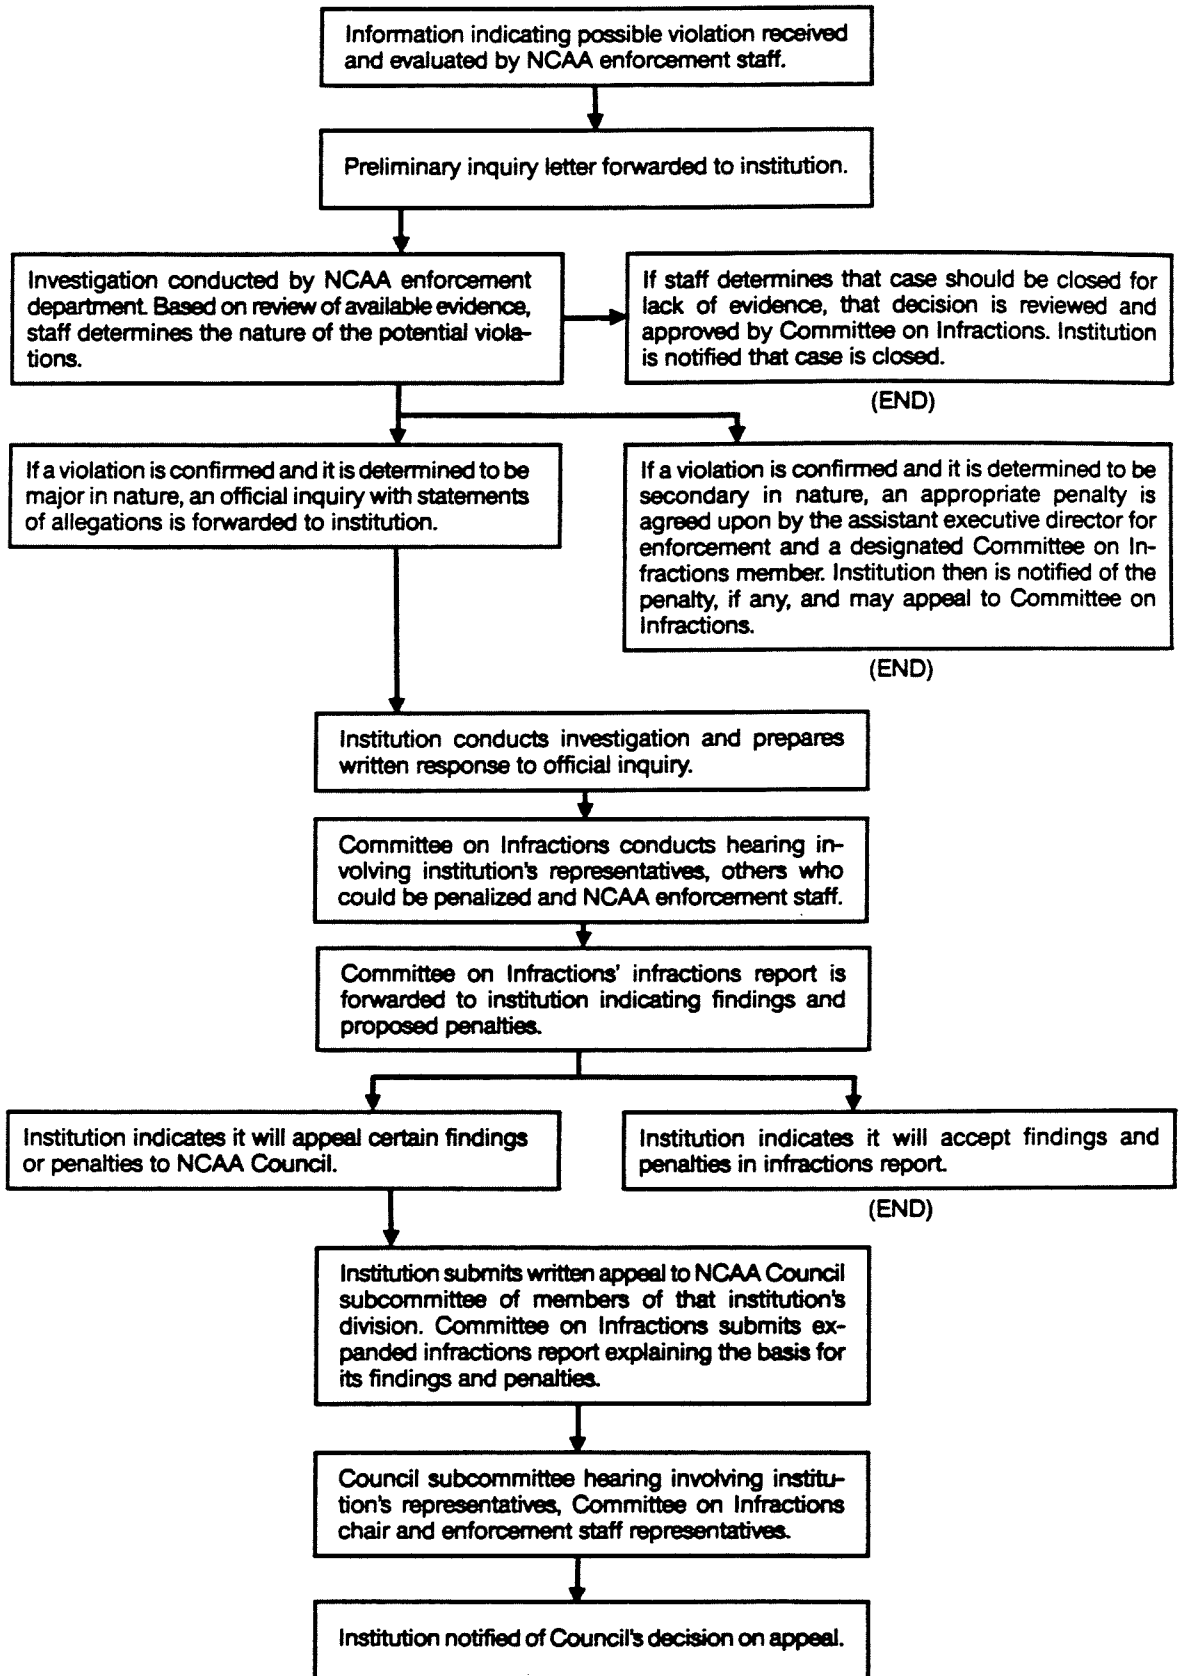 Information indicating possible violation received
and evaluated by NCAA enforcement staff.
Preliminary inquiry letter forwarded to institution.
Investigation conducted by NCAA enforcement
department. Based on review of available evidence,
staff determines the nature of the potential viola-
tions.
If staff determines that case should be closed for
lack of evidence, that decision is reviewed and
approved by Committee on Infractions. Institution
is notified that case is closed.
(END)
If a violation is confirmed and it is determined to be
major in nature, an official inquiry with statements
of allegations is forwarded to institution.
If a violation is confirmed and it is determined to be
secondary in nature, an appropriate penalty is
agreed upon by the assistant executive director for
enforcement and a designated Committee on In-
fractions member. Institution then is notified of the
penalty, if any, and may appeal to Committee on
Infractions.
(END)
Institution conducts investigation and prepares
written response to official inquiry.
Committee on Infractions conducts hearing in-
volving institution's representatives, others who
could be penalized and NCAA enforcement staff.
Committee on Infractions' infractions report is
forwarded to institution indicating findings and
proposed penalties.
Institution indicates it will appeal certain findings
or penalties to NCAA Council.
Institution indicates it will accept findings and
penalties in infractions report.
(END)
Institution submits written appeal to NCAA Council
subcommittee of members of that institution's
division. Committee on Infractions submits ex-
panded infractions report explaining the basis for
its findings and penalties.
Council subcommittee hearing involving institu-
tion's representatives, Committee on Infractions
chair and enforcement staff representatives.
Institution notified of Council's decision on appeal.